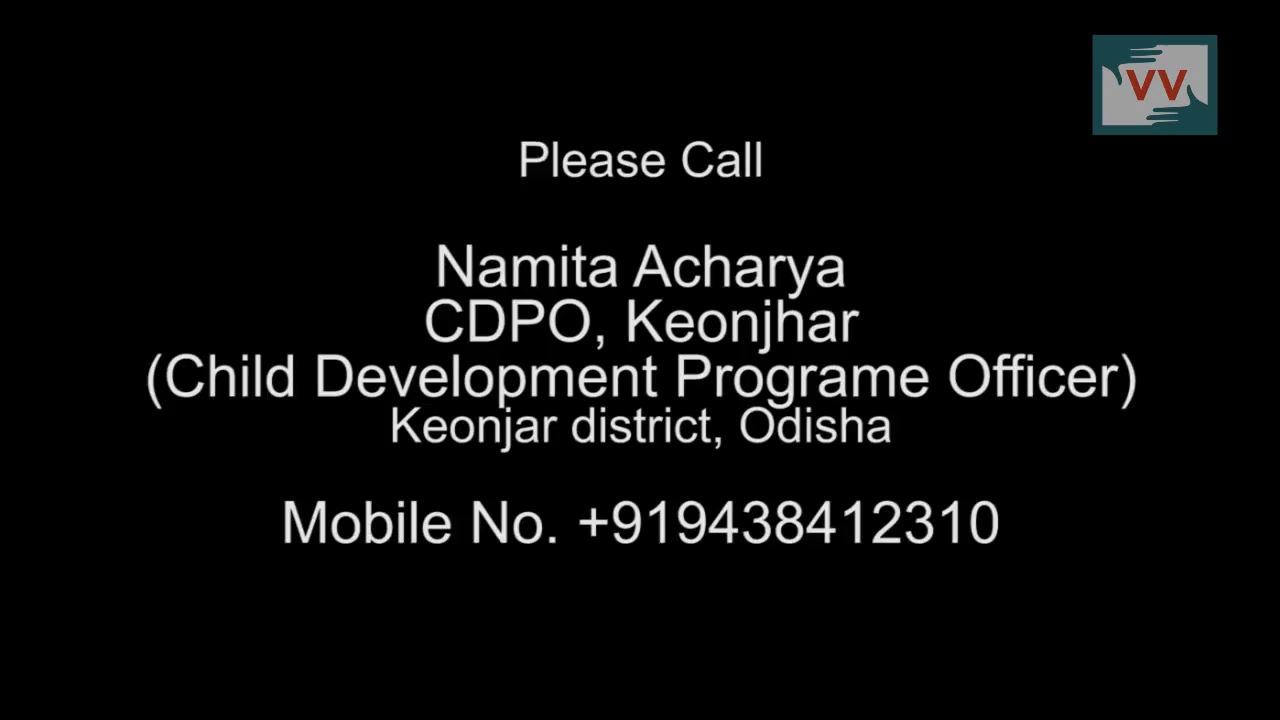 VV
Please Call
Namita Acharya
CDPO, Keonjhar
(Child Development Programe Officer)
Keonjar district, Odisha
Mobile No. +919438412310